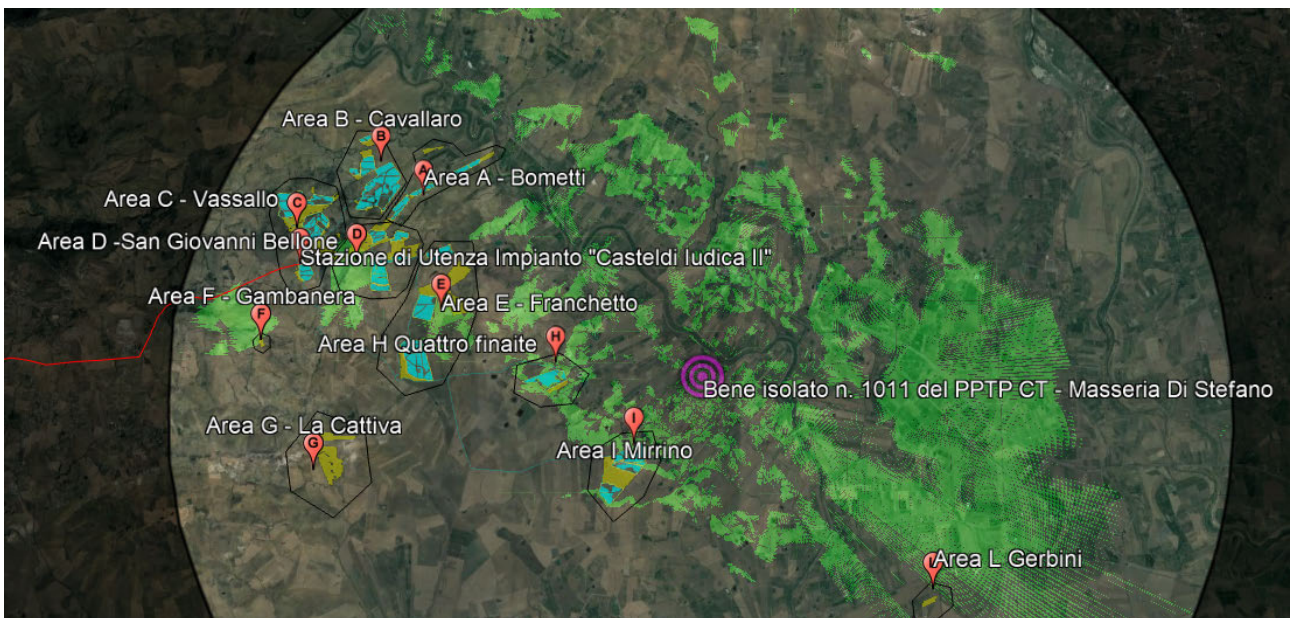 Area B - Cavallaro
B
A
Area A - Bometti
Area C - Vassallo
C
Area D -San Giovanni Bellone
D
Stazione di Utenza Impianto "Casteldi Iudica II"
E
Area F - Gambanera
Area E - Franchetto
F
Area H Quattro finaite
H
Bene isolato n. 1011 del PPTP CT - Masseria Di Stefano
Area G - La Cattiva
I
G
Area I Mirrino
Area L Gerbini